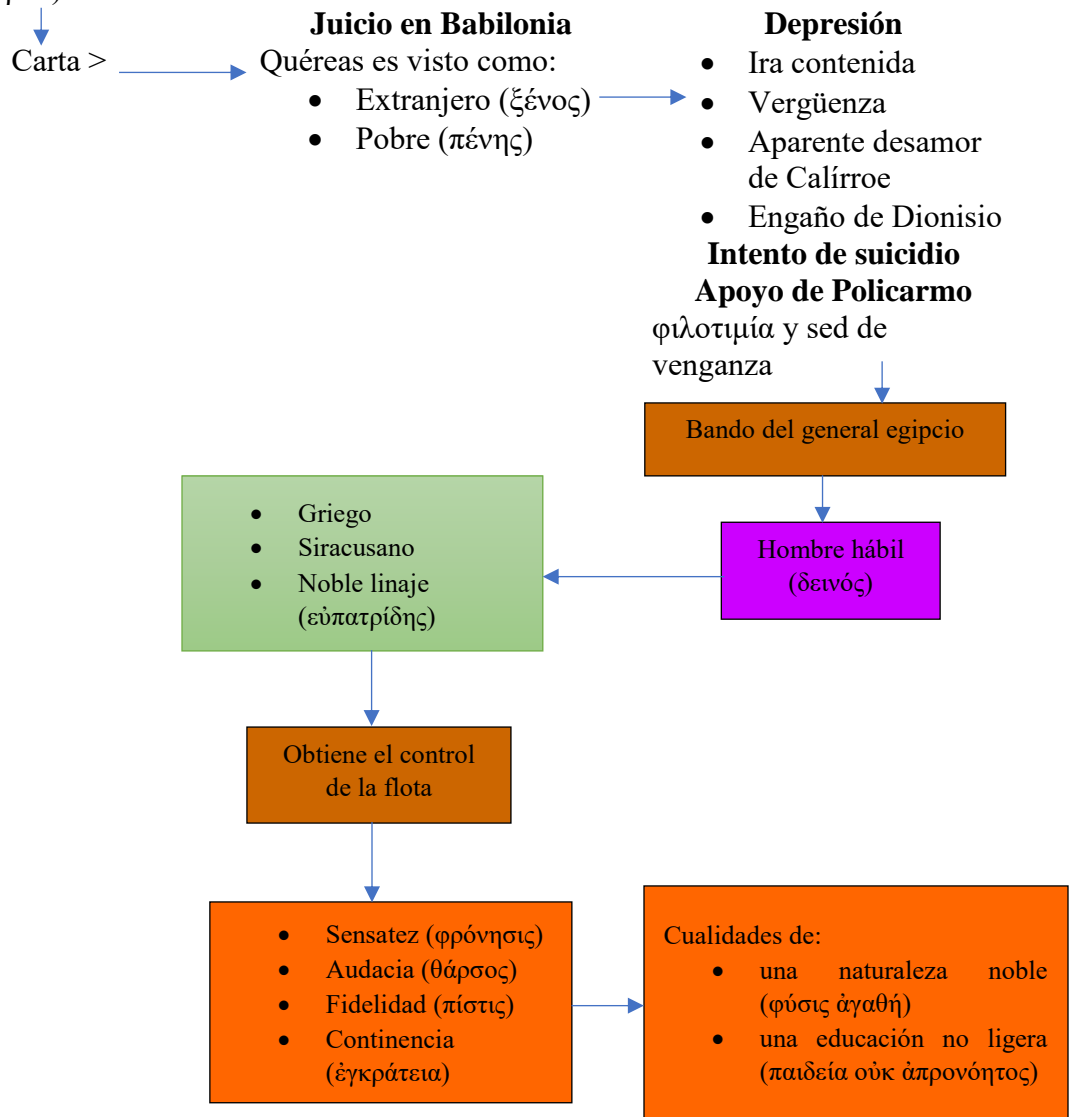 Carta >
Juicio en Babilonia
Quéreas es visto como:
• Extranjero (ξένος)
• Pobre (πένης)
Depresión
• Ira contenida
• Vergüenza
• Aparente desamor
de Calírroe
• Engaño de Dionisio
Intento de suicidio
Apoyo de Policarmo
φιλοτιμία y sed de
venganza
Bando del general egipcio
Hombre hábil
(δεινός)
• Griego
• Siracusano
• Noble linaje
(εὐπατρίδης)
Obtiene el control
de la flota
• Sensatez (φρόνησις)
• Audacia (θάρσος)
• Fidelidad (πίστις)
• Continencia
(ἐγκράτεια)
Cualidades de:
• una naturaleza noble
(φύσις ἀγαθή)
• una educación no ligera
(παιδεία οὐκ ἀπρονόητος)